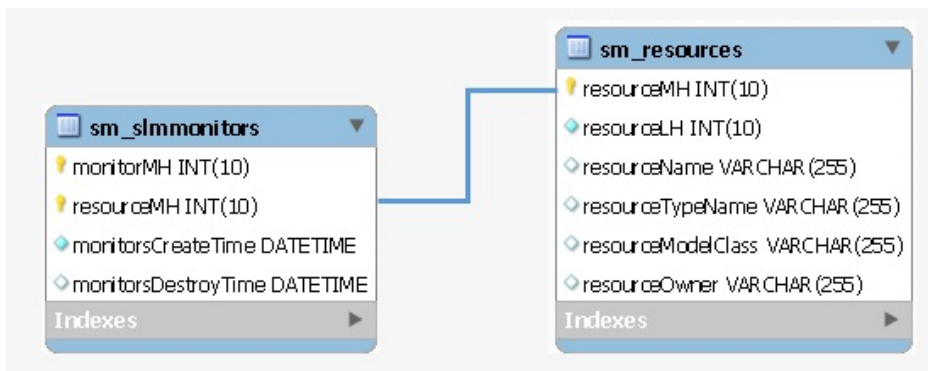 sm_slmmonitors
monitorMH INT(10)
resourceMH INT(10)
monitorsCreateTime DATETIME
monitorsDestroyTime DATETIME
Indexes
sm_resources
resourceMH INT(10)
resourceLH INT(10)
resourceName VARCHAR(255)
resourceTypeName VARCHAR(255)
resourceModelClass VARCHAR(255)
resourceOwner VARCHAR(255)
Indexes